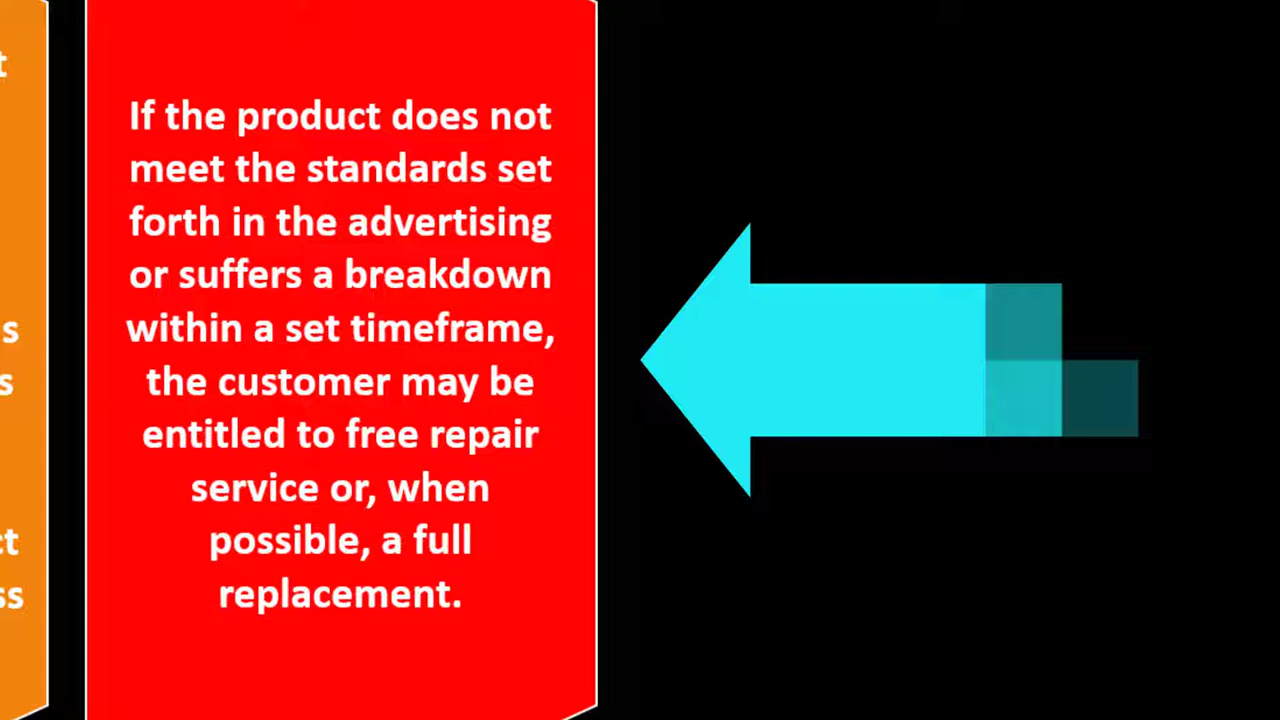 If the product does not
meet the standards set
forth in the advertising
or suffers a breakdown
within a set timeframe,
the customer may be
entitled to free repair
service or, when
possible, a full
replacement.